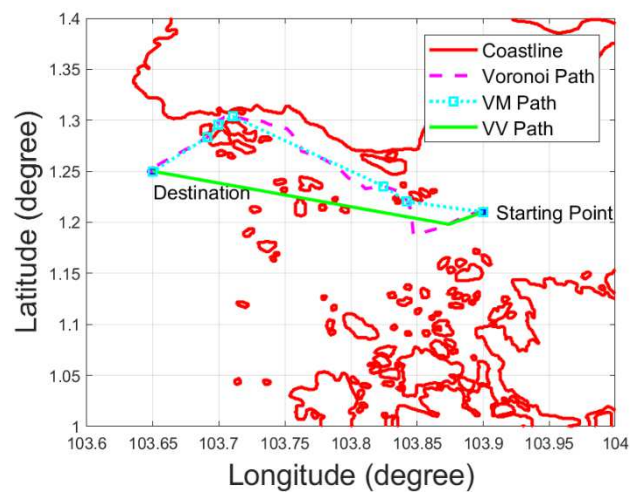 1.4
1.35
1.3
1.25
1.2
1.15
1.1
1.05
1
Latitude (degree)
Coastline
Voronoi Path
VM Path
VV Path
Destination
Starting Point
103.6 103.65 103.7 103.75 103.8 103.85 103.9 103.95 104
Longitude (degree)